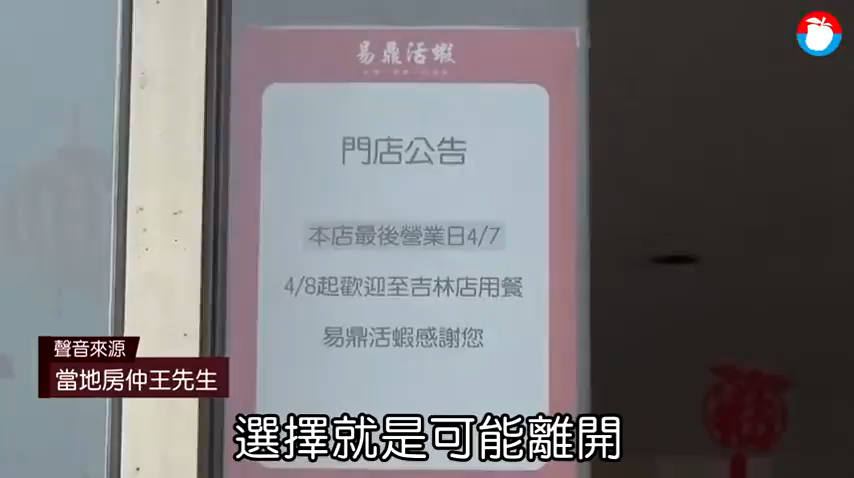 易鼎活蝦
門店公告
本店最後營業日4/7
4/8起歡迎至吉林店用餐
易鼎活蝦感謝您
聲音來源
當地房仲王先生
選擇就是可能離開